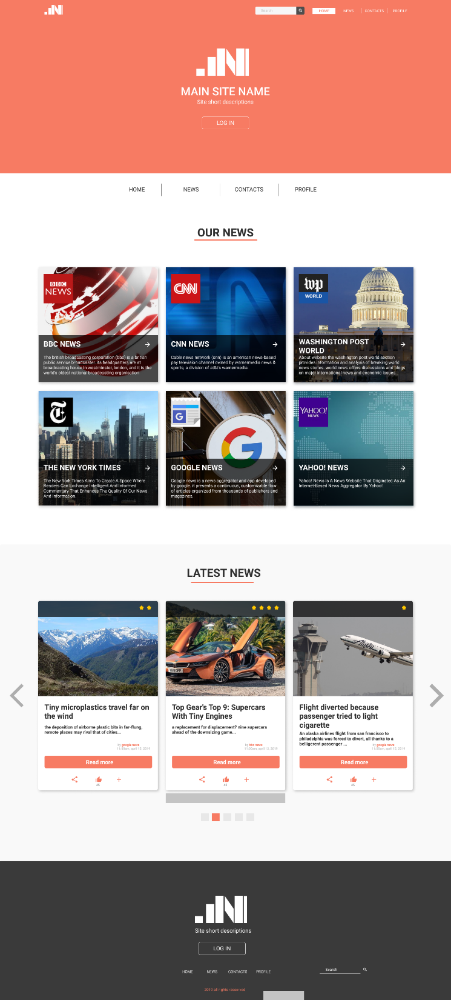 Search
HOME
NEWS
CONTACTS
PROFILE
MAIN SITE NAME
Site short descriptions
LOG IN
HOME
NEWS
CONTACTS
PROFILE
OUR NEWS
BBC
NEWS
BBC NEWS
The british broadcasting corporation (bbc) is a british
public service broadcaster. its headquarters are at
broadcasting house in westminster, london, and it is the
world's oldest national broadcasting organisation
CNN
CNN NEWS
Cable news network (cnn) is an american news-based
pay television channel owned by warnermedia news &
sports, a division of at&t's warnermedia.
wp
WORLD
WASHINGTON POST
WORLD
About website the washington post world section
provides information and analysis of breaking world
news stories. world news offers discussions and blogs
on major international news and economic issues.
T
THE NEW YORK TIMES
The New York Times Aims To Create A Space Where
Readers Can Exchange Intelligent And Informed
Commentary That Enhances The Quality Of Our News
And Information.
G
G
GOOGLE NEWS
Google news is a news aggregator and app developed
by google. it presents a continuous, customizable flow
of articles organized from thousands of publishers and
magazines.
YAHOO!
NEWS
YAHOO! NEWS
Yahoo! News Is A News Website That Originated As An
Internet-Based News Aggregator By Yahoo!.
LATEST NEWS
Tiny microplastics travel far on
the wind
the deposition of airborne plastic bits in far-flung,
remote places may rival that of cities...
by google news
11:00am, april 15, 2019
Read more
45
Top Gear's Top 9: Supercars
With Tiny Engines
a replacement for displacement? nine supercars
ahead of the downsizing game...
by bbc news
11:00am, april 12, 2019
Read more
45
Alaska
Flight diverted because
passenger tried to light
cigarette
An alaska airlines flight from san francisco to
philadelphia was forced to divert, all thanks to a
belligerent passenger ...
by google news
11:00am, april 15, 2019
Read more
45
Site short descriptions
LOG IN
HOME
NEWS
CONTACTS
PROFILE
Search
2019 all rights resserved